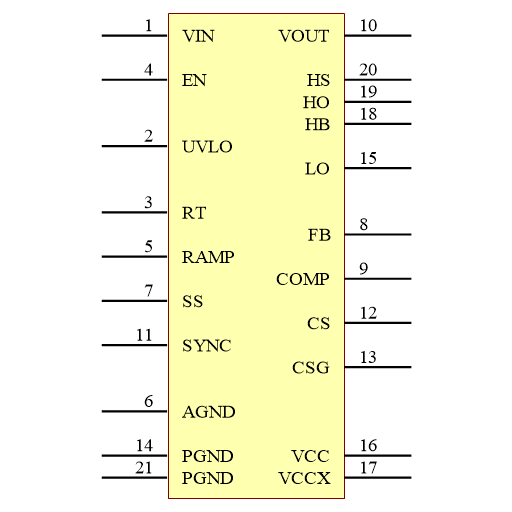 1 VIN VOUT 10
4 EN HS 20
HO 19
HB 18
2 UVLO
LO 15
3 RT
FB 8
5 RAMP
COMP 9
7 SS
CS 12
11 SYNC
CSG 13
6 AGND
14 PGND VCC 16
21 PGND VCCX 17